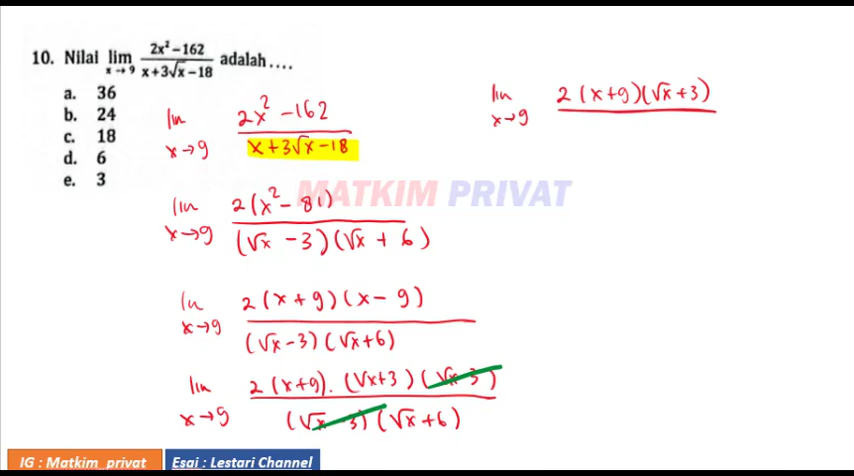 10. Nilai lim x→9 2x²-162 / x+3√x-18 adalah ....
a. 36
b. 24
c. 18
d. 6
e. 3
lim x→9 2x² - 162 / x+3√x-18
lim x→9 2(x² - 81) / (√x - 3)(√x + 6)
lim x→9 2(x+9)(x-9) / (√x-3)(√x+6)
lim x→9 2(x+9).(√x+3)(√x-3) / (√x-3)(√x+6)
lim x→9 2(x+9)(√x+3)
MATKIM PRIVAT
IG : Matkim_privat
Esai : Lestari Channel